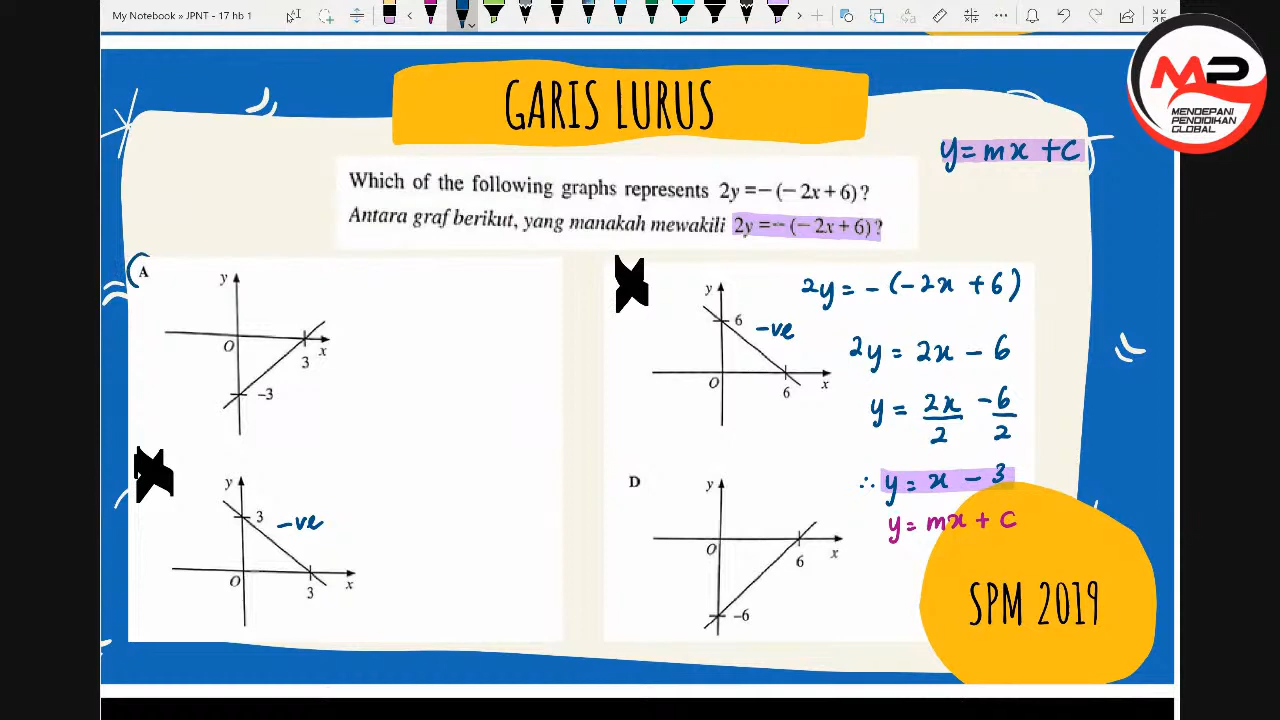 My Notebook » JPNT - 17 hb 1
MP
MENDEPANI
PENDIDIKAN
GLOBAL
GARIS LURUS
y = mx + c
Which of the following graphs represents 2y = – (– 2x + 6)?
Antara graf berikut, yang manakah mewakili 2y = – (– 2x + 6)?
A
y
O
3
x
–3
y
6
-ve
O
6
x
2y = - (-2x + 6)
2y = 2x - 6
y = 2x/2 - 6/2
∴ y = x - 3
y = mx + c
y
3
-ve
O
3
x
D
y
O
6
x
–6
SPM 2019